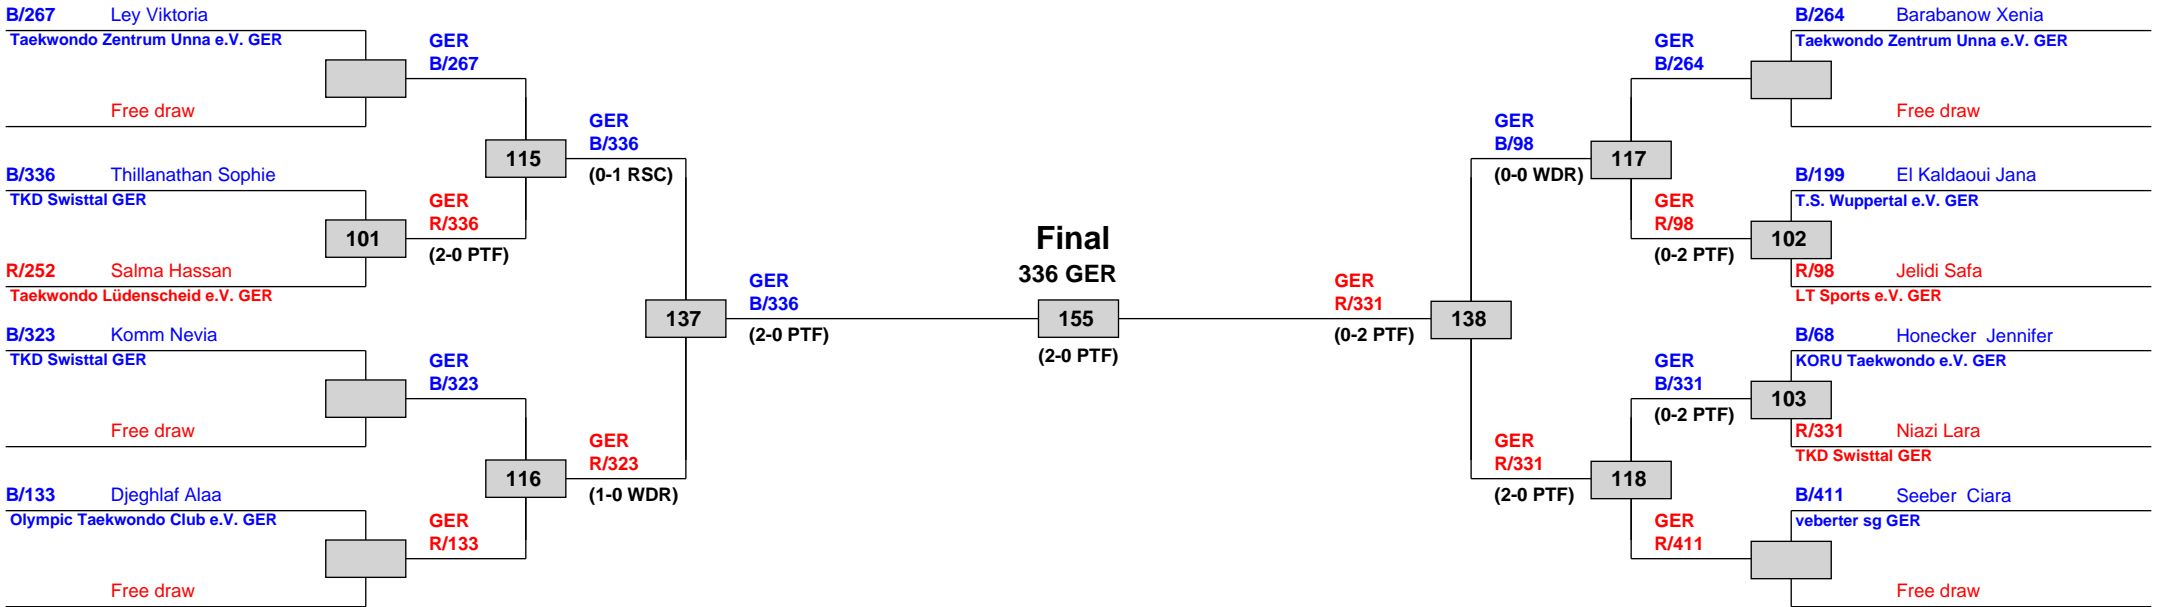 B/267 Ley Viktoria
Taekwondo Zentrum Unna e.V. GER
Free draw
GER
B/267
B/336 Thillanathan Sophie
TKD Swisttal GER
101
R/252 Salma Hassan
Taekwondo Lüdenscheid e.V. GER
GER
R/336
(2-0 PTF)
115
GER
B/336
(0-1 RSC)
B/323 Komm Nevia
TKD Swisttal GER
Free draw
GER
B/323
B/133 Djeghlaf Alaa
Olympic Taekwondo Club e.V. GER
Free draw
GER
R/133
116
GER
R/323
(1-0 WDR)
137
GER
B/336
(2-0 PTF)
Final
336 GER
155
(2-0 PTF)
GER
R/331
(0-2 PTF)
138
GER
B/98
(0-0 WDR)
117
GER
B/264
B/264 Barabanow Xenia
Taekwondo Zentrum Unna e.V. GER
Free draw
GER
R/98
(0-2 PTF)
102
B/199 El Kaldaoui Jana
T.S. Wuppertal e.V. GER
R/98 Jelidi Safa
LT Sports e.V. GER
GER
R/331
(2-0 PTF)
118
GER
B/331
(0-2 PTF)
103
B/68 Honecker  Jennifer
KORU Taekwondo e.V. GER
R/331 Niazi Lara
TKD Swisttal GER
GER
R/411
B/411 Seeber  Ciara
veberter sg GER
Free draw